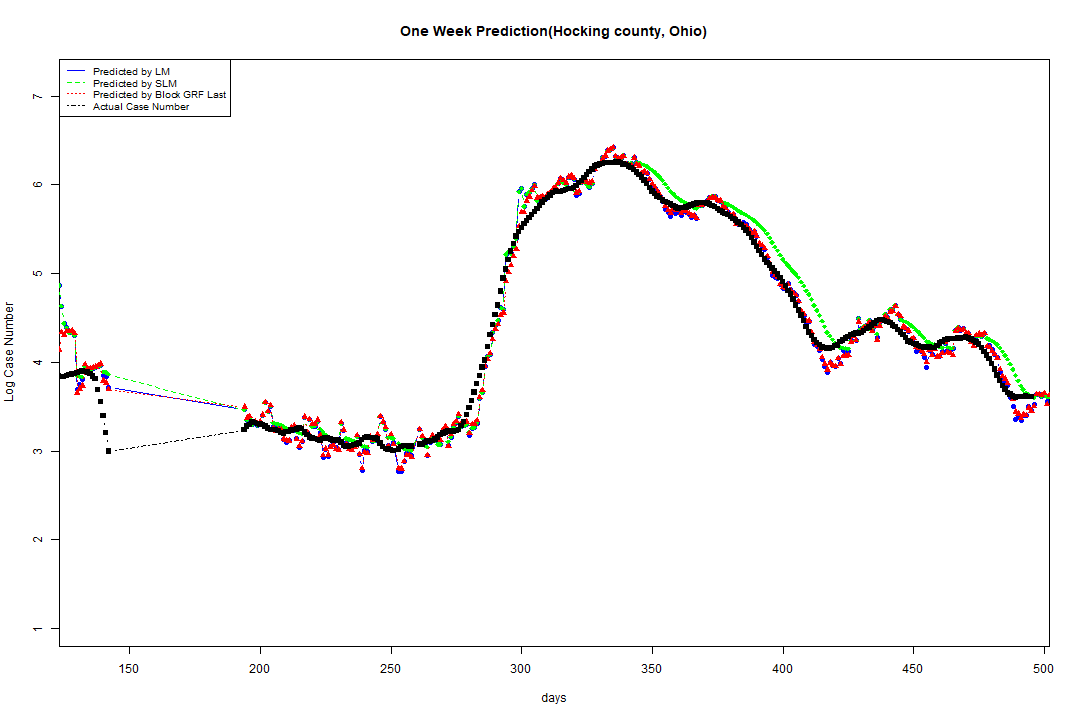 One Week Prediction(Hocking county, Ohio)
Predicted by LM
Predicted by SLM
Predicted by Block GRF Last
Actual Case Number
7
6
5
4
3
2
1
Log Case Number
150 200 250 300 350 400 450 500
days